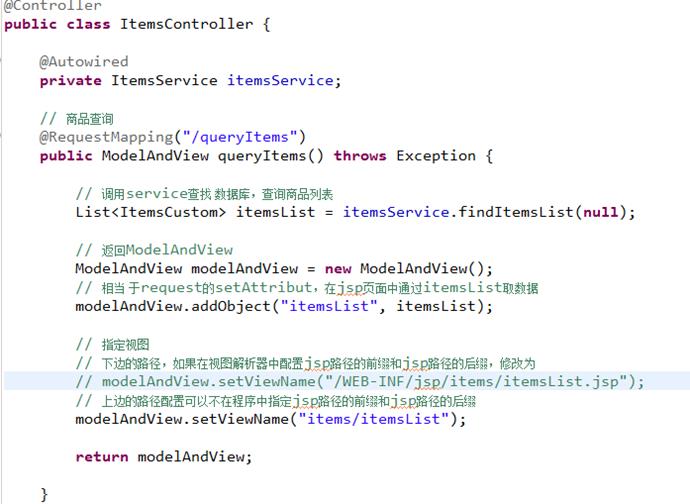 @Controller
public class ItemsController {
@Autowired
private ItemsService itemsService;
// 商品查询
@RequestMapping("/queryItems")
public ModelAndView queryItems() throws Exception {
// 调用service查找 数据库，查询商品列表
List<ItemsCustom> itemsList = itemsService.findItemsList(null);
// 返回ModelAndView
ModelAndView modelAndView = new ModelAndView();
// 相当 于request的setAttribut，在jsp页面中通过itemsList取数据
modelAndView.addObject("itemsList", itemsList);
// 指定视图
// 下边的路径，如果在视图解析器中配置jsp路径的前缀和jsp路径的后缀，修改为
// modelAndView.setViewName("/WEB-INF/jsp/items/itemsList.jsp");
// 上边的路径配置可以不在程序中指定jsp路径的前缀和jsp路径的后缀
modelAndView.setViewName("items/itemsList");
return modelAndView;
}